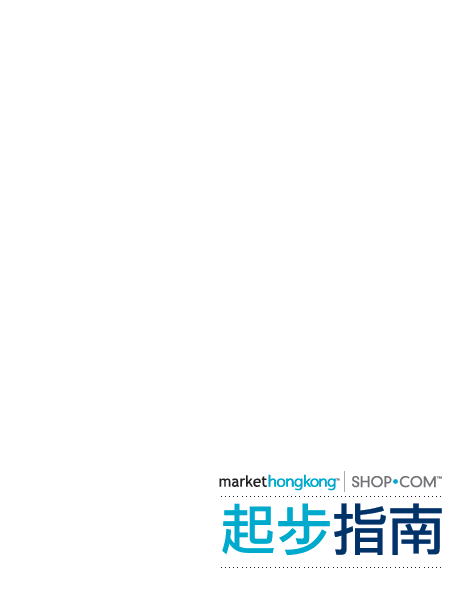 markethongkong™ | SHOP•COM™
起步指南